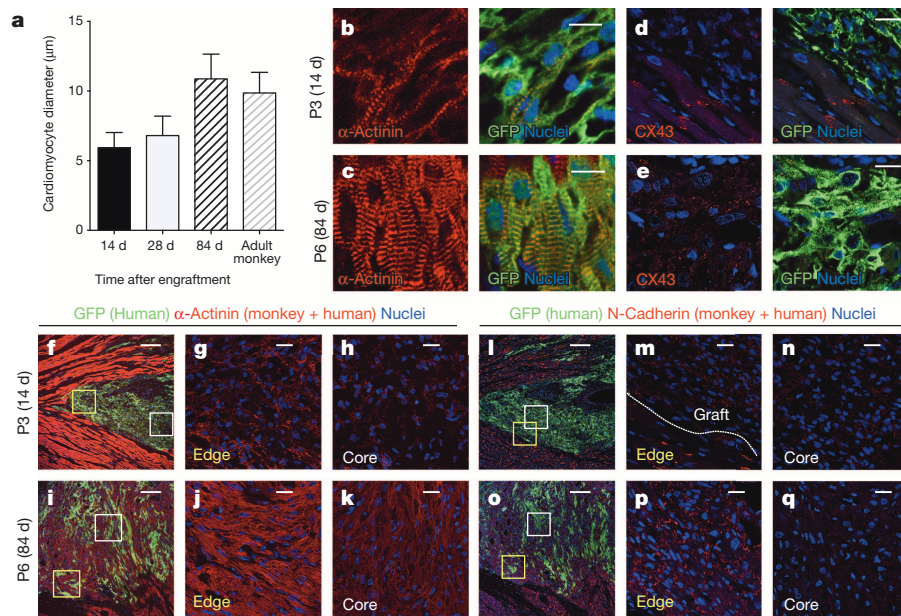 a
Cardiomyocyte diameter (μm)
15
10
5
0
14 d 28 d 84 d Adult monkey
Time after engraftment
P3 (14 d)
b
α-Actinin
GFP Nuclei
d
CX43
GFP Nuclei
P6 (84 d)
c
α-Actinin
GFP Nuclei
e
CX43
GFP Nuclei
GFP (Human) α-Actinin (monkey + human) Nuclei
GFP (human) N-Cadherin (monkey + human) Nuclei
P3 (14 d)
f
g
Edge
h
Core
l
m
Graft
Edge
n
Core
P6 (84 d)
i
j
Edge
k
Core
o
p
Edge
q
Core